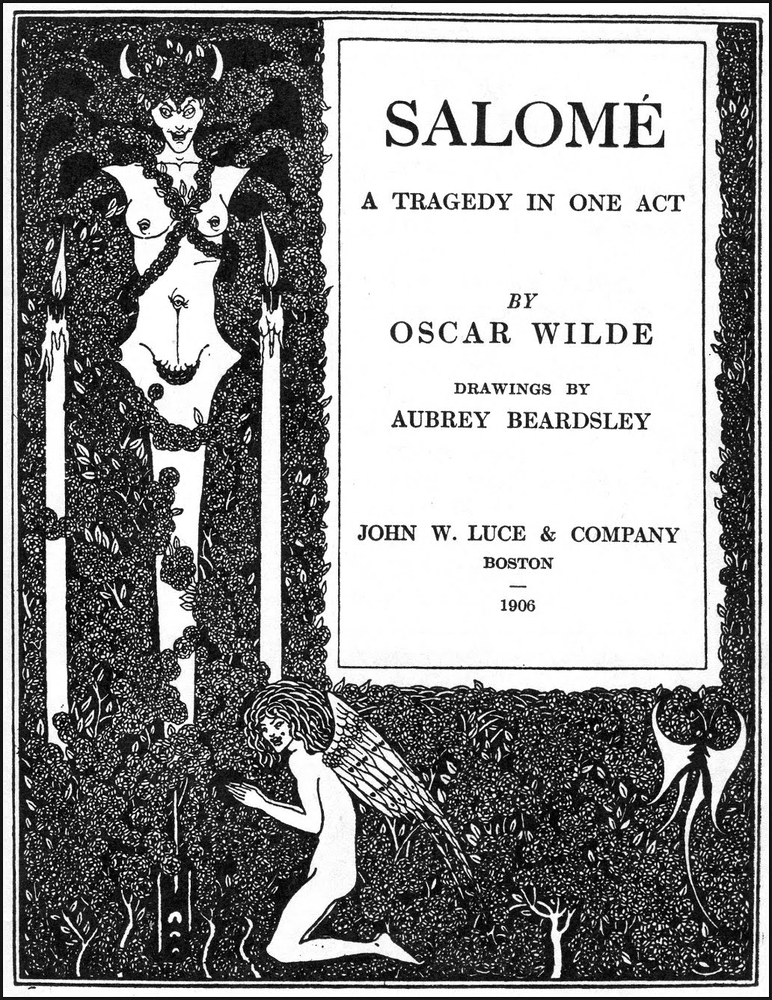 SALOMÉ
A TRAGEDY IN ONE ACT
BY
OSCAR WILDE
DRAWINGS BY
AUBREY BEARDSLEY
JOHN W. LUCE & COMPANY
BOSTON
1906